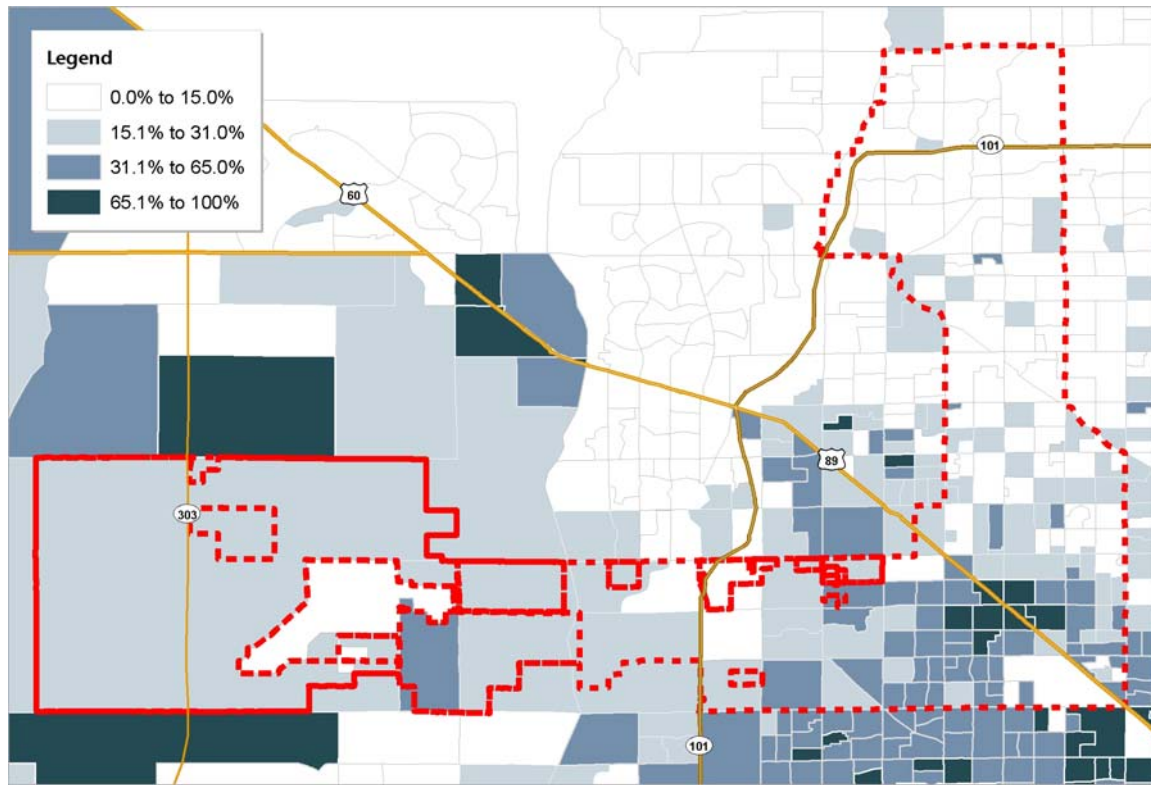 Legend
0.0% to 15.0%
15.1% to 31.0%
31.1% to 65.0%
65.1% to 100%
101
60
89
303
101